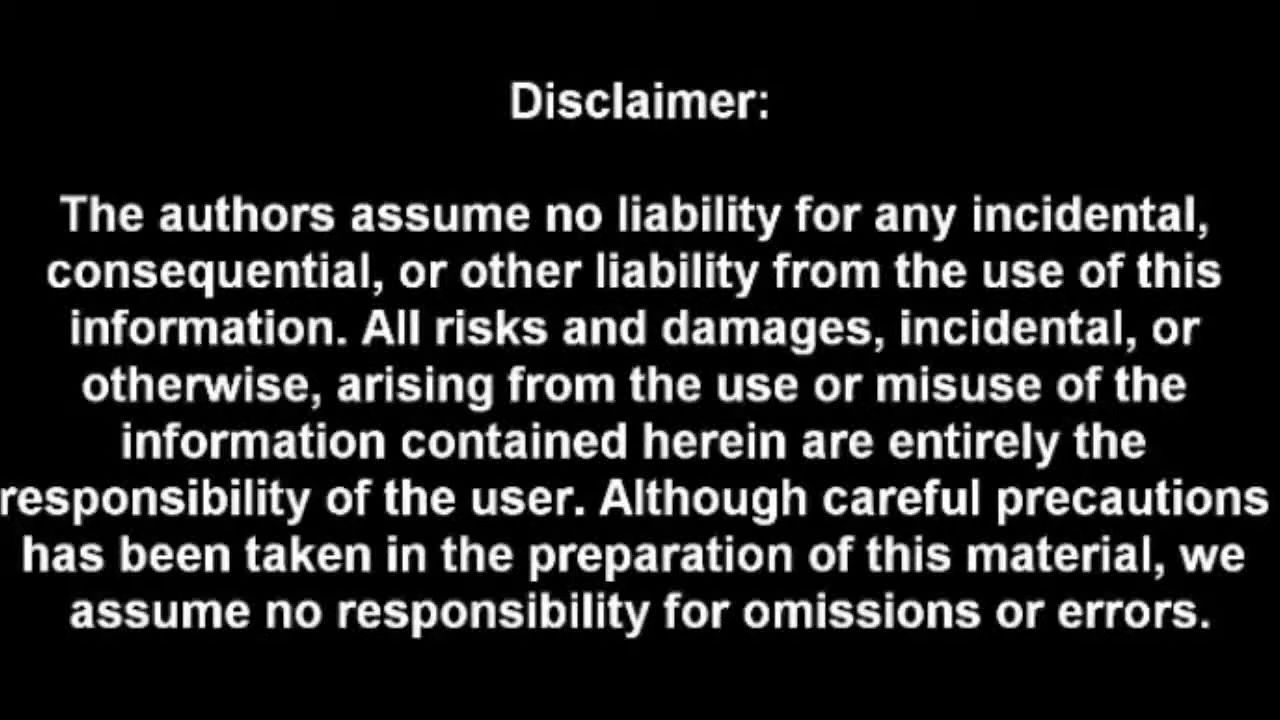 Disclaimer:
The authors assume no liability for any incidental,
consequential, or other liability from the use of this
information. All risks and damages, incidental, or
otherwise, arising from the use or misuse of the
information contained herein are entirely the
responsibility of the user. Although careful precautions
has been taken in the preparation of this material, we
assume no responsibility for omissions or errors.